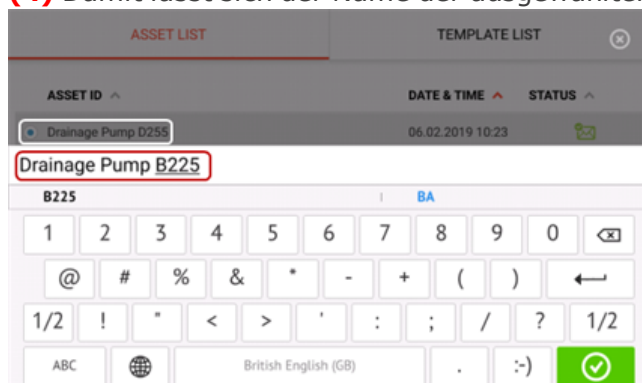 (4) Damit lässt sich der Name der ausgewählten
ASSET LIST TEMPLATE LIST
ASSET ID DATE & TIME STATUS
Drainage Pump D255 06.02.2019 10:23
Drainage Pump B225
B225 BA
1 2 3 4 5 6 7 8 9 0
@ # % & * - + ( )
1/2 ! " < > ' : ; / ? 1/2
ABC British English (GB) . :-)